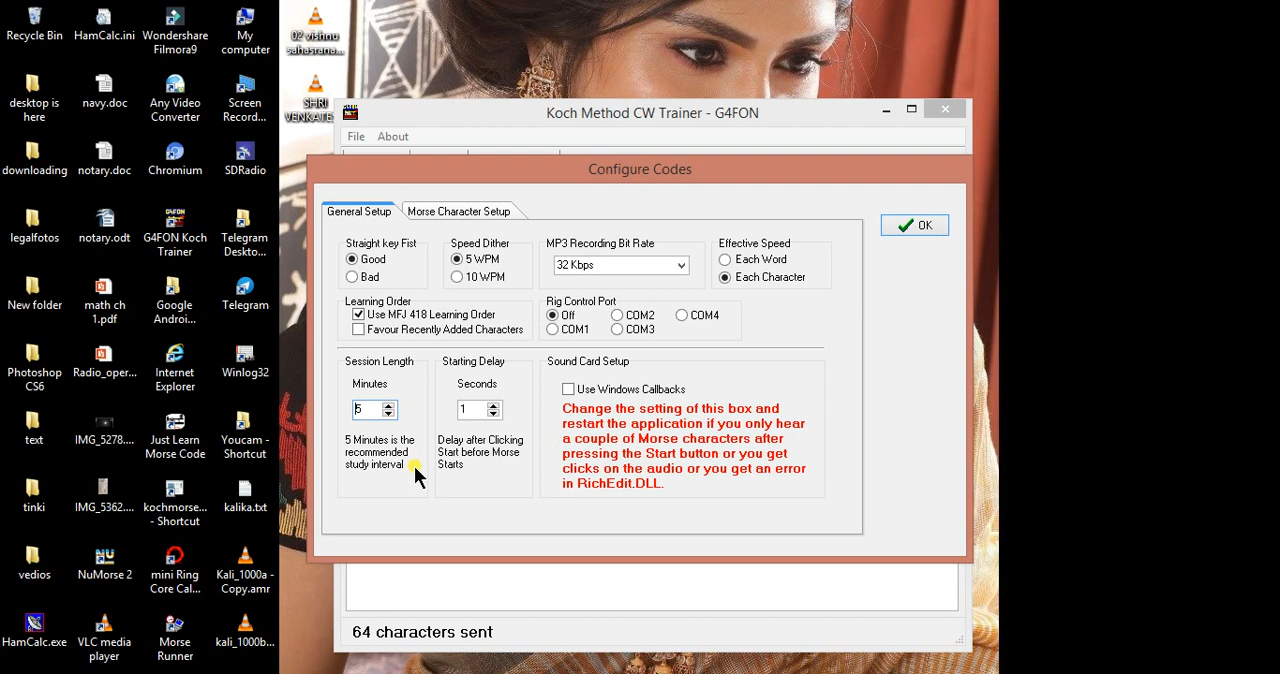 Recycle Bin
HamCalc.ini
Wondershare
Filmora9
My
computer
02 vishnu
sahasrana...
desktop is
here
navy.doc
Any Video
Converter
Screen
Record...
SHRI
VENKATE
downloading
notary.doc
Chromium
SDRadio
legalfotos
notary.odt
G4FON Koch
Trainer
Telegram
Deskto...
New folder
math ch
1.pdf
Google
Androi...
Telegram
Photoshop
CS6
Radio_oper...
Internet
Explorer
Winlog32
text
IMG_5278....
Just Learn
Morse Code
Youcam -
Shortcut
tinki
IMG_5362....
kochmorse...
- Shortcut
kalika.txt
vedios
NuMorse 2
mini Ring
Core Cal...
Kali_1000a -
Copy.amr
HamCalc.exe
VLC media
player
Morse
Runner
kali_1000b...
Koch Method CW Trainer - G4FON
File About
Configure Codes
General Setup Morse Character Setup
OK
Straight key Fist
Good
Bad
Speed Dither
5 WPM
10 WPM
MP3 Recording Bit Rate
32 Kbps
Effective Speed
Each Word
Each Character
Learning Order
Use MFJ 418 Learning Order
Favour Recently Added Characters
Rig Control Port
Off COM2 COM4
COM1 COM3
Session Length
Minutes
5
5 Minutes is the
recommended
study interval
Starting Delay
Seconds
1
Delay after Clicking
Start before Morse
Starts
Sound Card Setup
Use Windows Callbacks
Change the setting of this box and
restart the application if you only hear
a couple of Morse characters after
pressing the Start button or you get
clicks on the audio or you get an error
in RichEdit.DLL.
64 characters sent